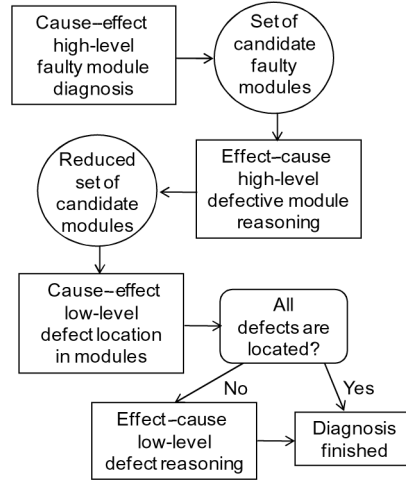 Cause–effect
high-level
faulty module
diagnosis
Set of
candidate
faulty
modules
Effect–cause
high-level
defective module
reasoning
Reduced
set of
candidate
modules
Cause–effect
low-level
defect location
in modules
All
defects are
located?
No
Yes
Effect–cause
low-level
defect reasoning
Diagnosis
finished